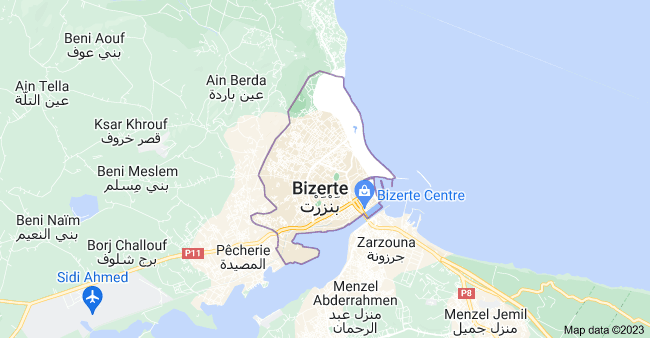 Beni Aouf
بني عوف
Ain Tella
عين التلّة
Ain Berda
عين باردة
Ksar Khrouf
قصر خروف
Beni Meslem
بني مسلم
Bizerte
بَنْزَرْت
Bizerte Centre
Beni Naïm
بني النعيم
Borj Challouf
برج شلوف
Pêcherie
المصيدة
P11
Zarzouna
جرزونة
Sidi Ahmed
Menzel
Abderrahmen
منزل عبد
الرحمان
P8
Menzel Jemil
منزل جميل
Map data ©2023